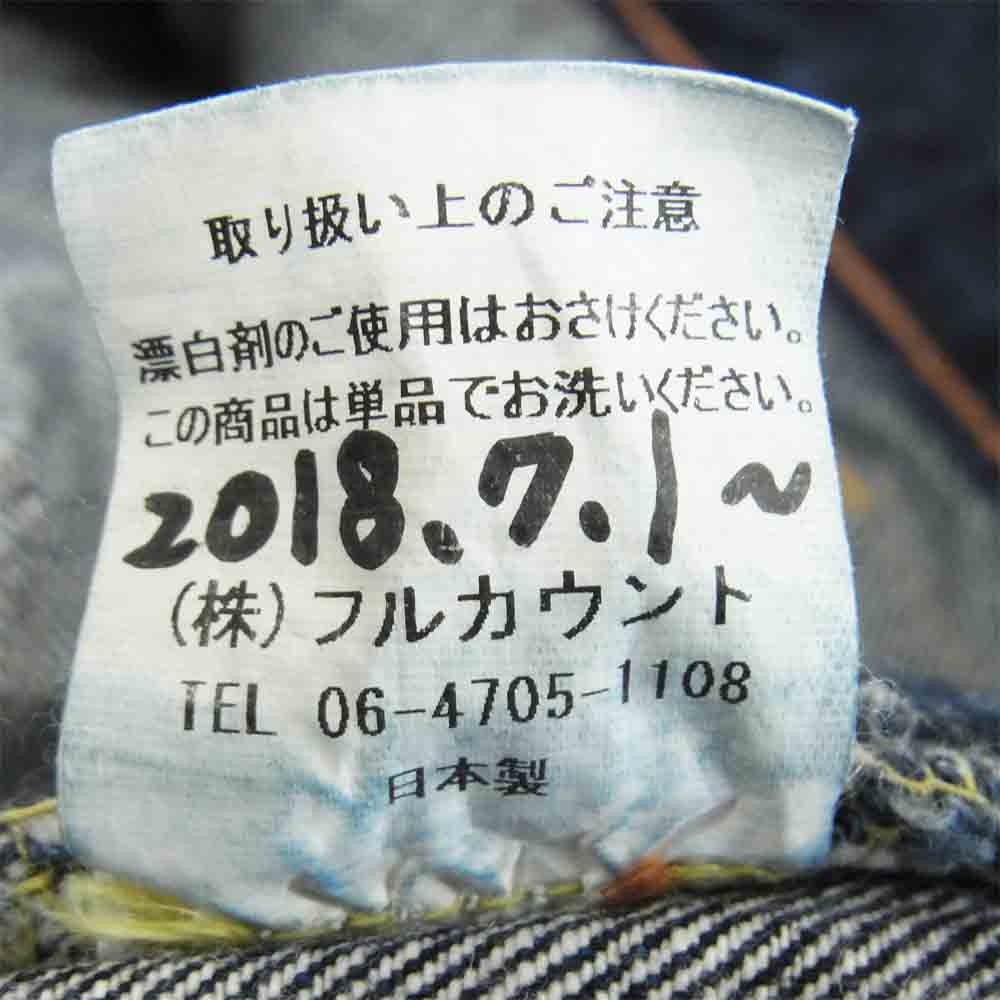 取り扱い上のご注意
漂白剤のご使用はおさけください。
この商品は単品でお洗いください。
2018.7.1~
(株)フルカウント
TEL 06-4705-1108
日本製